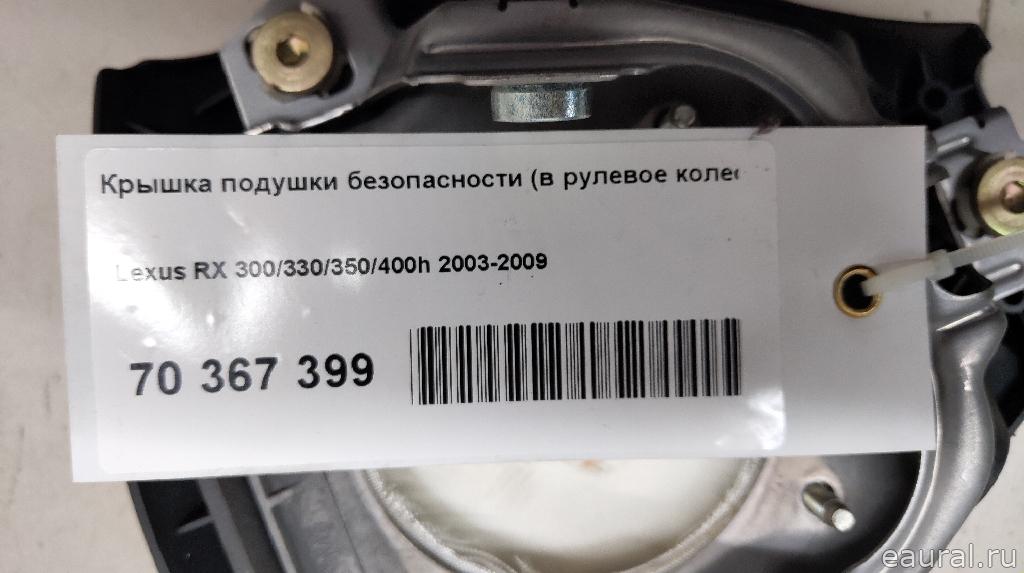 Крышка подушки безопасности (в рулевое колес
Lexus RX 300/330/350/400h 2003-2009
70 367 399
eaural.ru